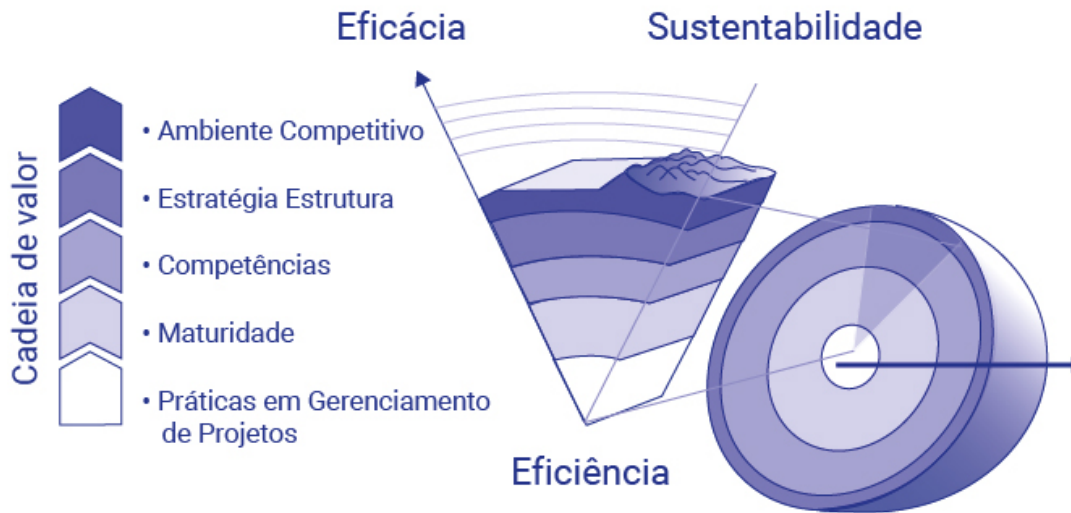 Eficácia
Sustentabilidade
Cadeia de valor
• Ambiente Competitivo
• Estratégia Estrutura
• Competências
• Maturidade
• Práticas em Gerenciamento
de Projetos
Eficiência